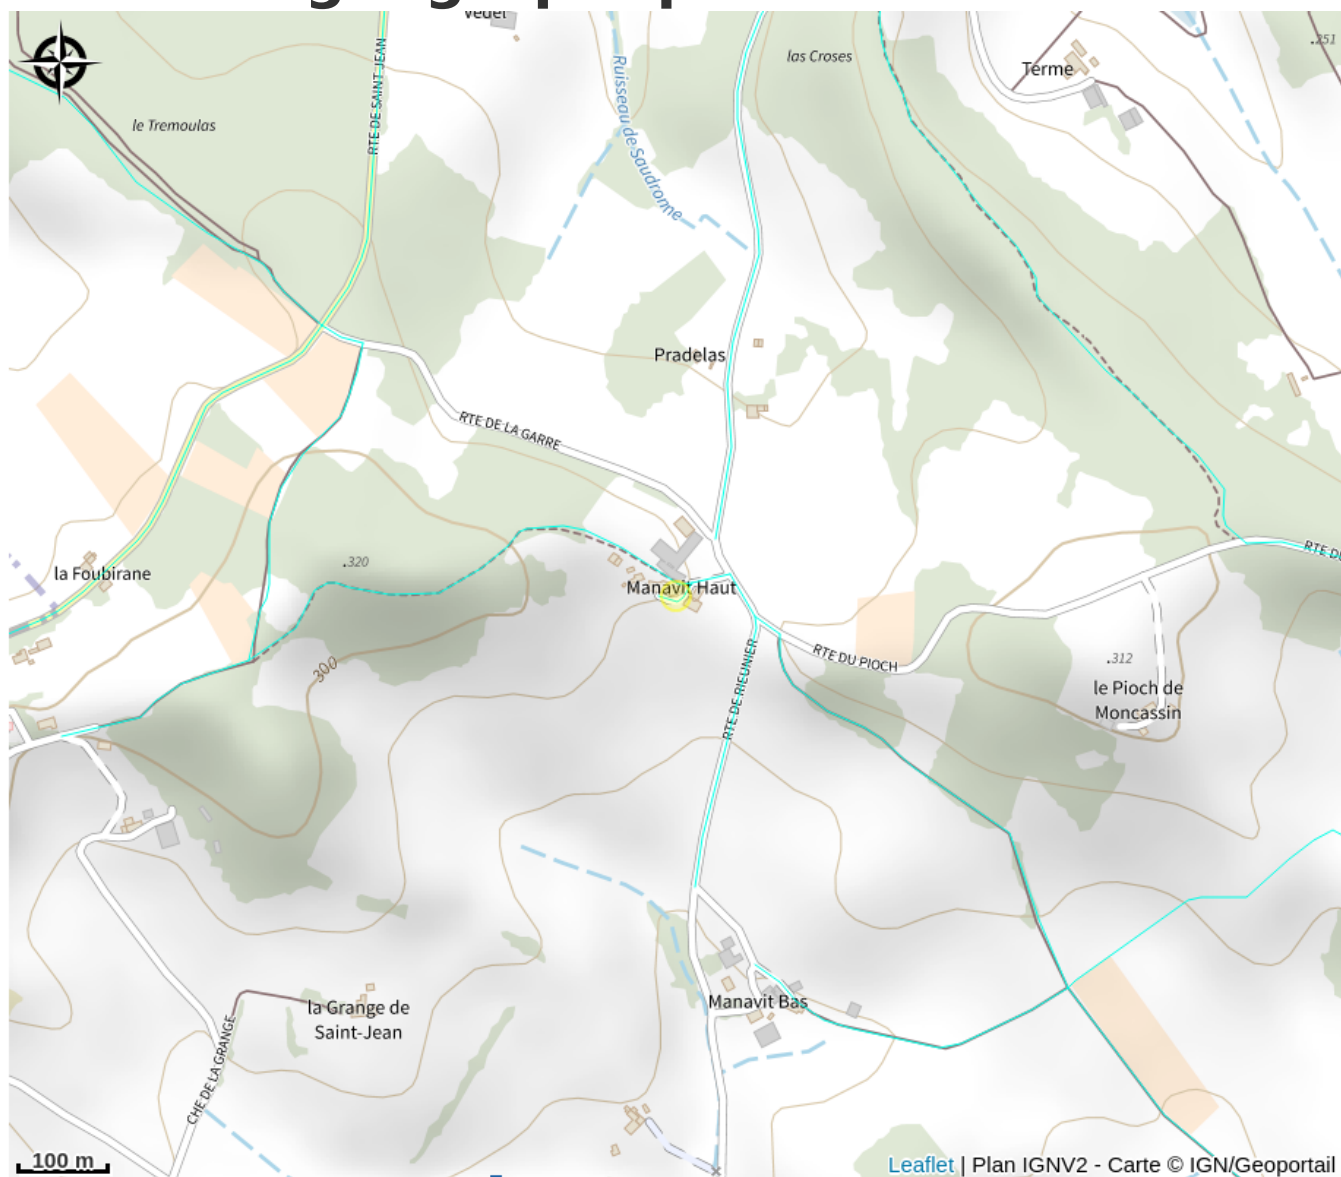 Vedel
las Croses
.251
Terme
RTE DE SAINT JEAN
Ruisseau de Saudronne
le Tremoulas
Pradelas
RTE DE LA GARRE
.320
la Foubirane
Manavit Haut
300
RTE DU PIOCH
.312
le Pioch de
Moncassin
RTE DE RIEUNIER
la Grange de
Saint-Jean
Manavit Bas
CHE DE LA GRANGE
100 m
Leaflet | Plan IGNV2 - Carte © IGN/Geoportail